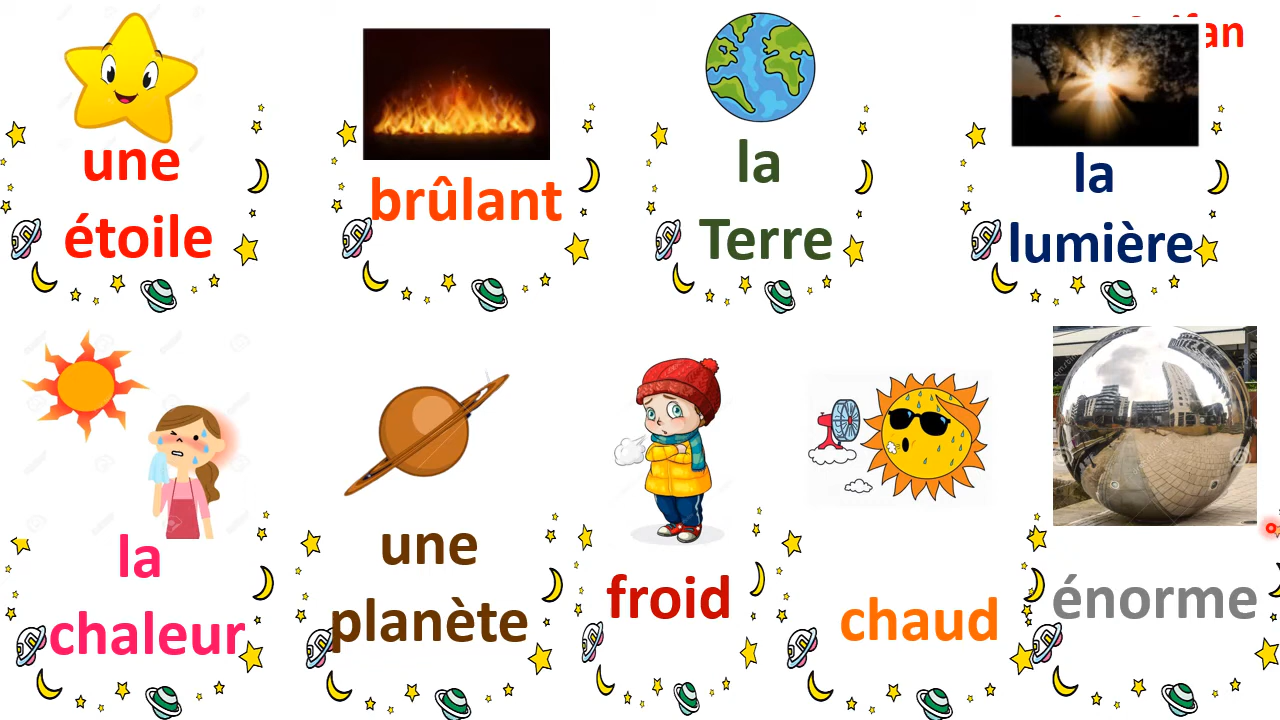 une
étoile
brûlant
la
Terre
la
lumière
la
chaleur
une
planète
froid
chaud
énorme